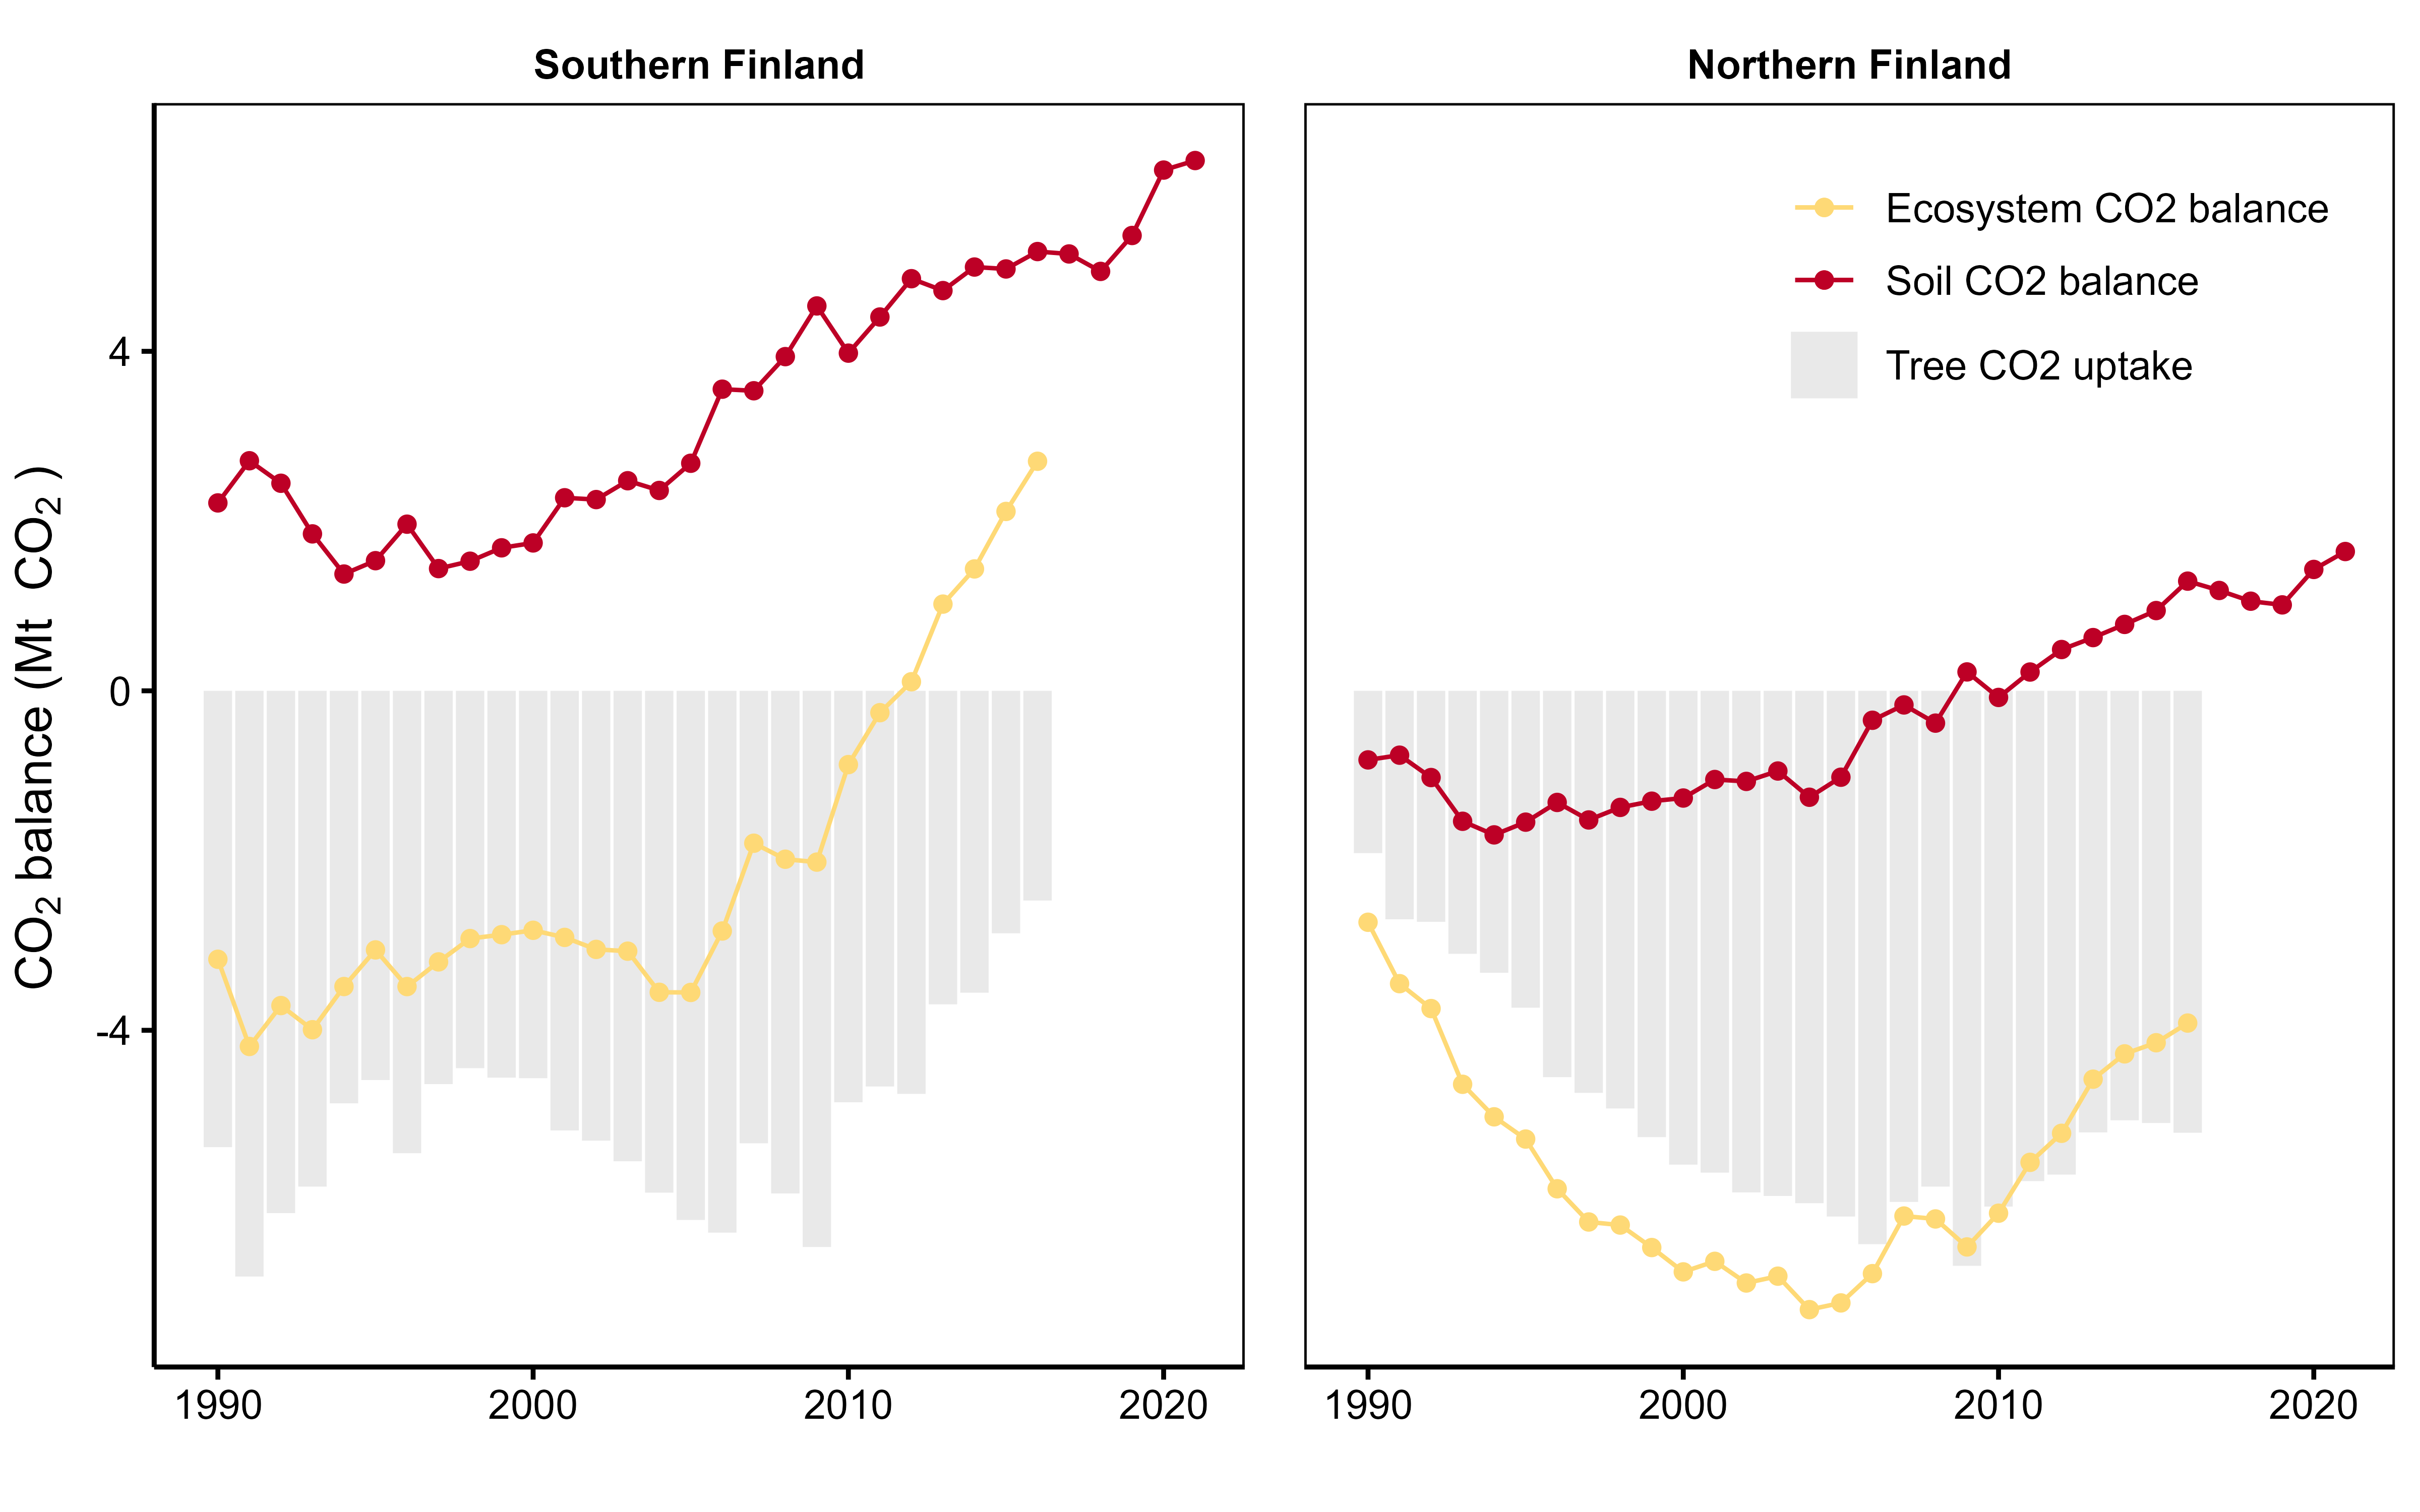 Southern Finland
Northern Finland
Ecosystem CO2 balance
Soil CO2 balance
Tree CO2 uptake
CO₂ balance (Mt CO₂ )
4
0
-4
1990 2000 2010 2020
1990 2000 2010 2020